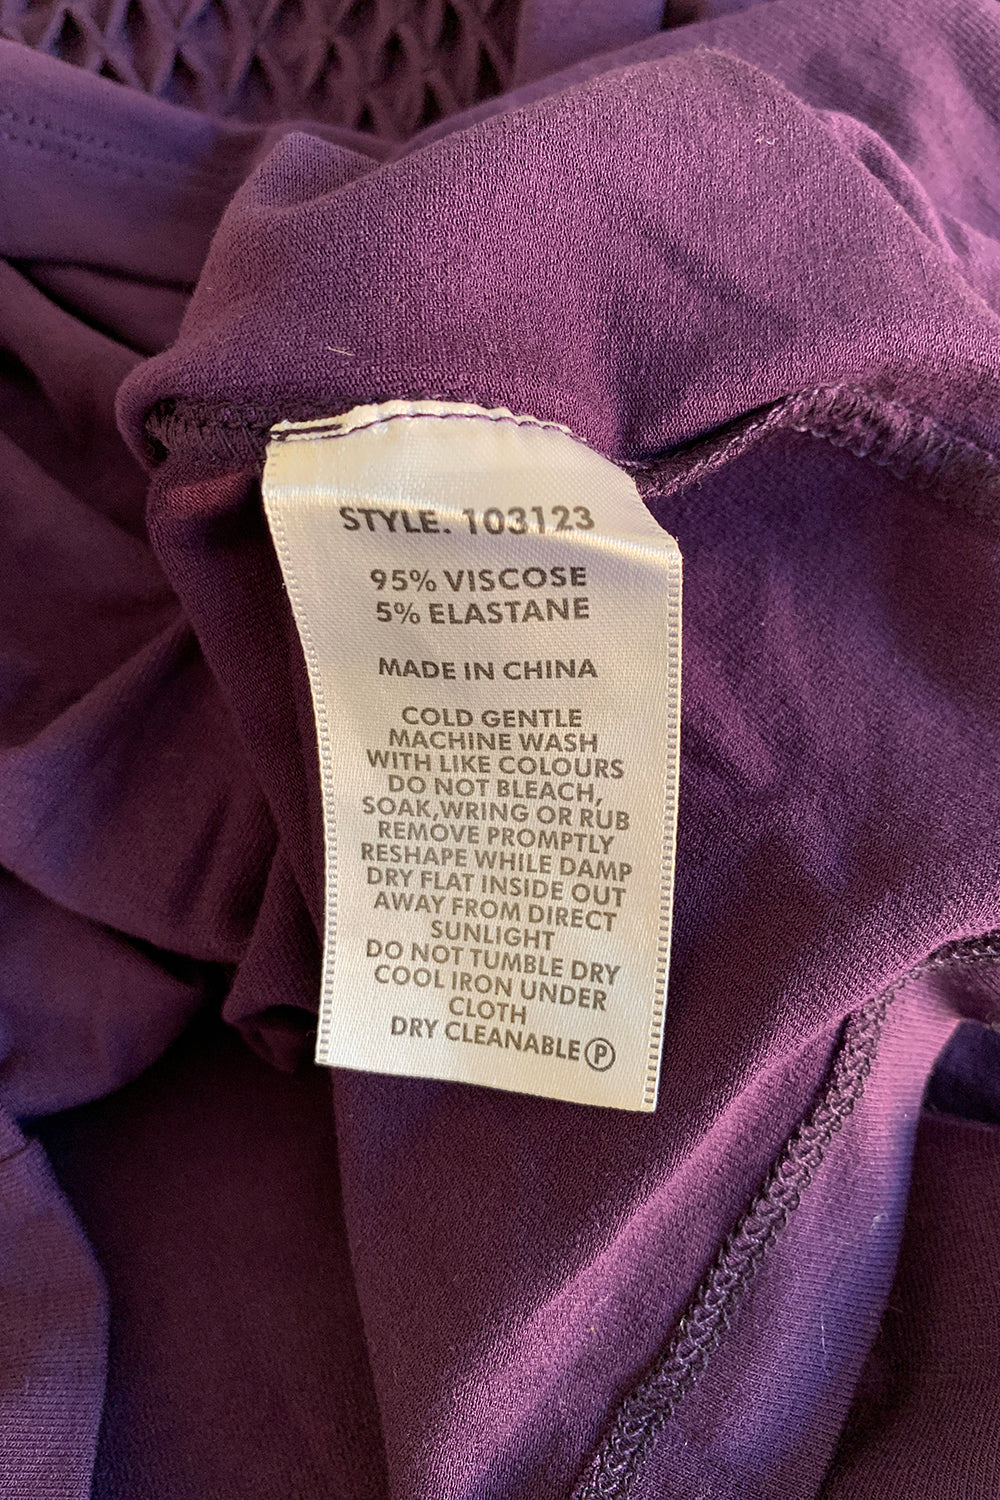 STYLE. 103123
95% VISCOSE
5% ELASTANE
MADE IN CHINA
COLD GENTLE
MACHINE WASH
WITH LIKE COLOURS
DO NOT BLEACH,
SOAK,WRING OR RUB
REMOVE PROMPTLY
RESHAPE WHILE DAMP
DRY FLAT INSIDE OUT
AWAY FROM DIRECT
SUNLIGHT
DO NOT TUMBLE DRY
COOL IRON UNDER
CLOTH
DRY CLEANABLE Ⓟ